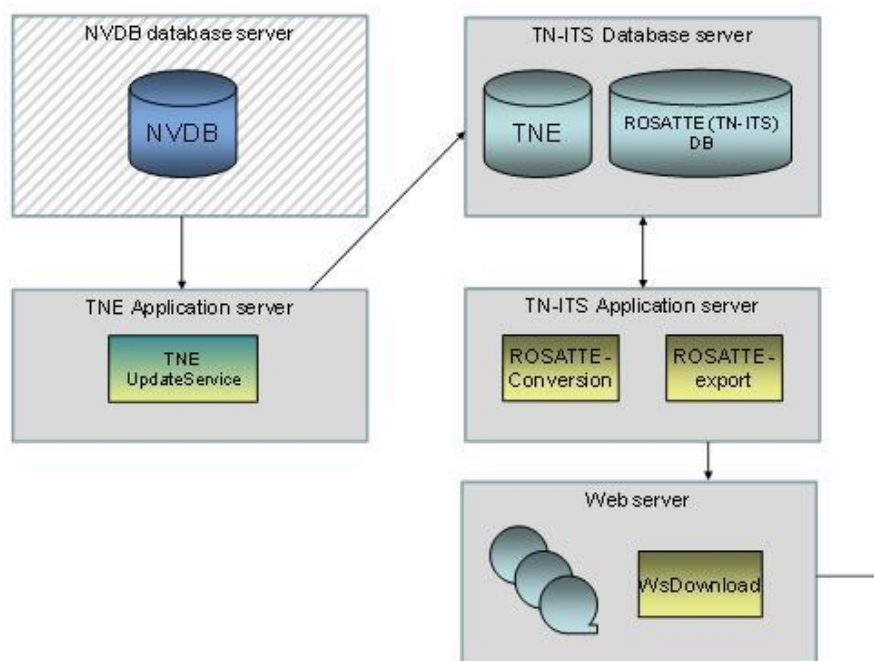 NVDB database server
NVDB
TN-ITS Database server
TNE
ROSATTE (TN-ITS)
DB
TNE Application server
TNE
UpdateService
TN-ITS Application server
ROSATTE-
Conversion
ROSATTE-
export
Web server
WsDownload